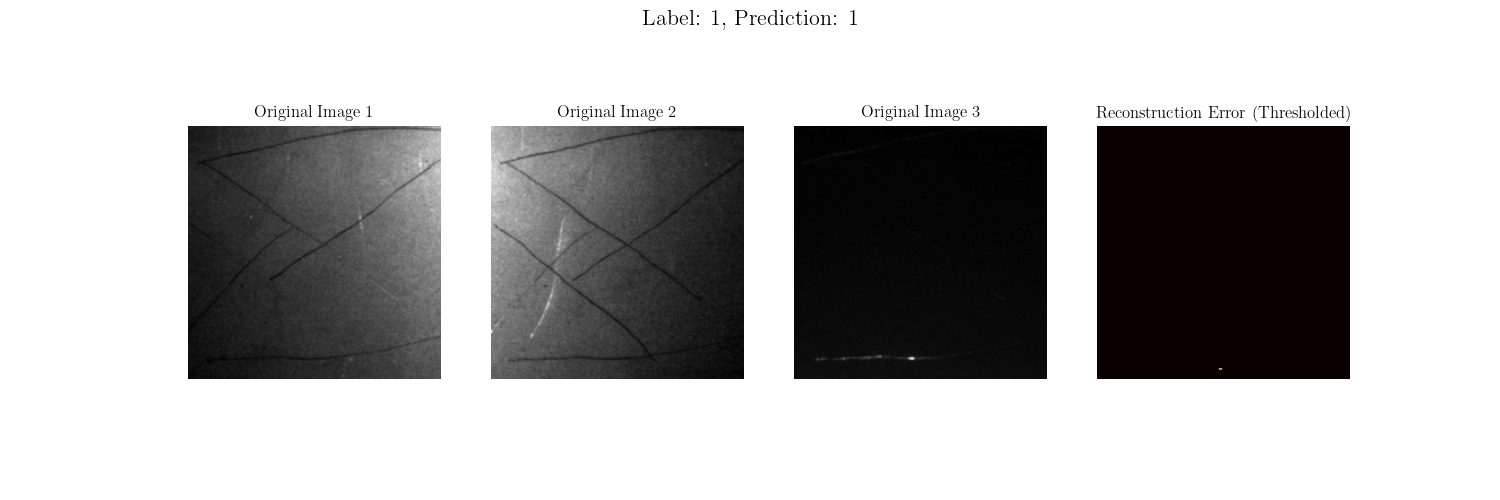 Label: 1, Prediction: 1
Original Image 1
Original Image 2
Original Image 3
Reconstruction Error (Thresholded)